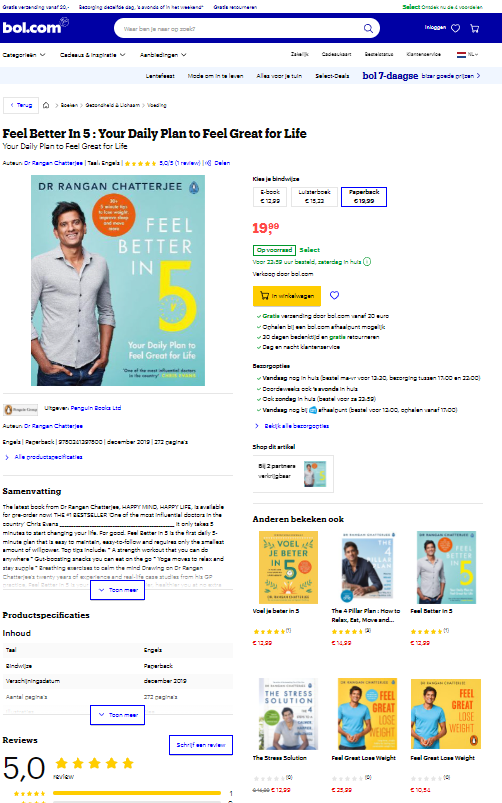 Gratis verzending vanaf 20,-
Bezorging dezelfde dag, 's avonds of in het weekend*
Gratis retourneren
Select Ontdek nu de 4 voordelen
bol.com
Waar ben je naar op zoek?
Inloggen
Categorieën
Cadeaus & inspiratie
Aanbiedingen
Zakelijk
Cadeaukaart
Bestelstatus
Klantenservice
NL
Lentefeest
Mode om in te leven
Alles voor je tuin
Select-Deals
bol 7-daagse bizar goede prijzen
Terug
Boeken
Gezondheid & Lichaam
Voeding
Feel Better In 5 : Your Daily Plan to Feel Great for Life
Your Daily Plan to Feel Great for Life
Auteur: Dr Rangan Chatterjee | Taal: Engels | 5,0/5 (1 review) | Delen
DR RANGAN CHATTERJEE
FEEL
BETTER
IN 5
Your Daily Plan to
Feel Great for Life
'One of the most influential doctors
in the country' CHRIS EVANS
Kies je bindwijze
E-book
€ 12,99
Luisterboek
€ 15,23
Paperback
€ 19,99
19,99
Op voorraad Select
Voor 23:59 uur besteld, zaterdag in huis
Verkoop door bol.com
In winkelwagen
Gratis verzending door bol.com vanaf 20 euro
Ophalen bij een bol.com afhaalpunt mogelijk
30 dagen bedenktijd en gratis retourneren
Dag en nacht klantenservice
Bezorgopties
Vandaag nog in huis (bestel ma-vr voor 13:30, bezorging tussen 17:00 en 22:00)
Doordeweeks ook 's avonds in huis
Ook zondag in huis (bestel voor za 23:59)
Vandaag nog bij afhaalpunt (bestel voor 12:00, ophalen vanaf 17:00)
Bekijk alle bezorgopties
Shop dit artikel
Bij 2 partners
verkrijgbaar
Uitgever: Penguin Books Ltd
Auteur: Dr Rangan Chatterjee
Engels | Paperback | 9780241397800 | december 2019 | 272 pagina's
Alle productspecificaties
Samenvatting
The latest book from Dr Rangan Chatterjee, HAPPY MIND, HAPPY LIFE, is available
for pre-order now! THE #1 BESTSELLER 'One of the most influential doctors in the
country' Chris Evans It only takes 5
minutes to start changing your life. For good. Feel Better In 5 is the first daily 5-
minute plan that is easy to maintain, easy-to-follow and requires only the smallest
amount of willpower. Top tips include: * A strength workout that you can do
anywhere * Gut-boosting snacks you can eat on the go * Yoga moves to relax and
stay supple * Breathing exercises to calm the mind Drawing on Dr Rangan
Chatterjee's twenty years of experience and real-life case studies from his GP
Toon meer
Productspecificaties
Inhoud
Taal Engels
Bindwijze Paperback
Verschijningsdatum december 2019
Aantal pagina's 272 pagina's
Toon meer
Reviews
Schrijf een review
5,0
review
1
Anderen bekeken ook
VOEL
JE BETER
IN 5
THE 4
PILLAR
PLAN
FEEL
BETTER
IN 5
Voel je beter in 5
(1)
€ 12,99
The 4 Pillar Plan : How to
Relax, Eat, Move and...
€ 14,99
Feel Better In 5
(1)
€ 12,99
THE STRESS
SOLUTION
FEEL
GREAT
LOSE
WEIGHT
FEEL
GREAT
LOSE
WEIGHT
The Stress Solution
(0)
€ 12,99
Feel Great Lose Weight
(0)
€ 25,99
Feel Great Lose Weight
(0)
€ 10,54